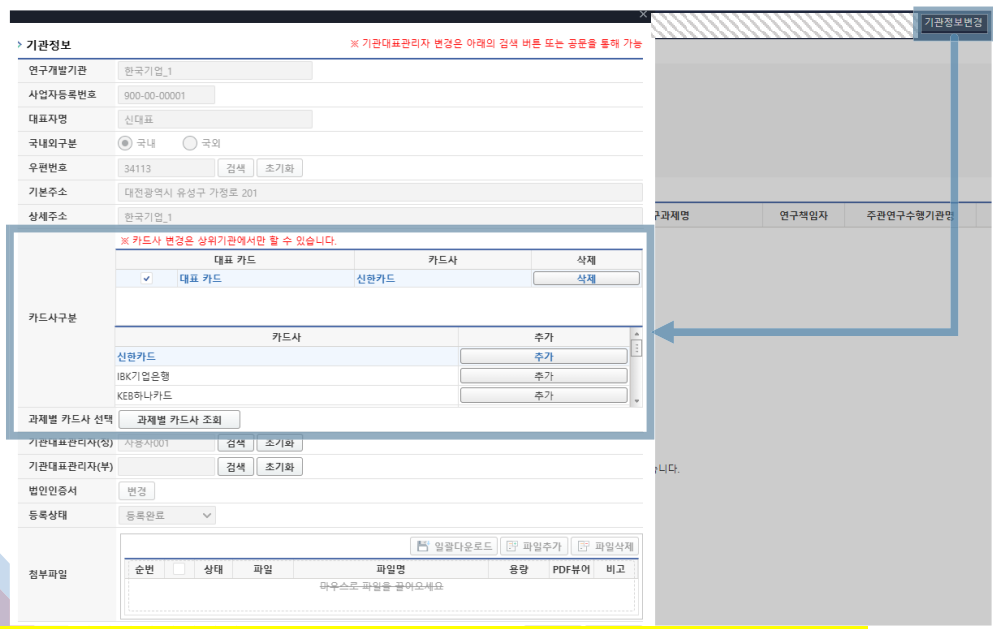 기관정보변경
기관정보
※ 기관대표관리자 변경은 아래의 검색 버튼 또는 공문을 통해 가능
연구개발기관 한국기업_1
사업자등록번호 900-00-00001
대표자명 신대표
국내외구분 국내 국외
우편번호 34113 검색 초기화
기본주소 대전광역시 유성구 가정로 201
상세주소 한국기업_1
구과제명 연구책임자 주관연구수행기관명
※ 카드사 변경은 상위기관에서만 할 수 있습니다.
대표 카드 카드사 삭제
대표 카드 신한카드 삭제
카드사구분
카드사 추가
신한카드 추가
IBK기업은행 추가
KEB하나카드 추가
과제별 카드사 선택 과제별 카드사 조회
기관대표관리자(정) 사용자001 검색 초기화
기관대표관리자(부) 검색 초기화
습니다.
법인인증서 변경
등록상태 등록완료
첨부파일
일괄다운로드 파일추가 파일삭제
순번 상태 파일 파일명 용량 PDF뷰어 비고
마우스로 파일을 끌어오세요